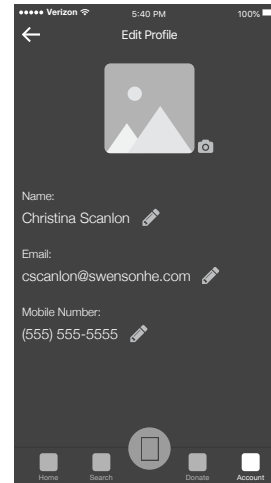 Verizon 5:40 PM 100%
Edit Profile
Name:
Christina Scanlon
Email:
cscanlon@swensonhe.com
Mobile Number:
(555) 555-5555
Home Search Donate Account